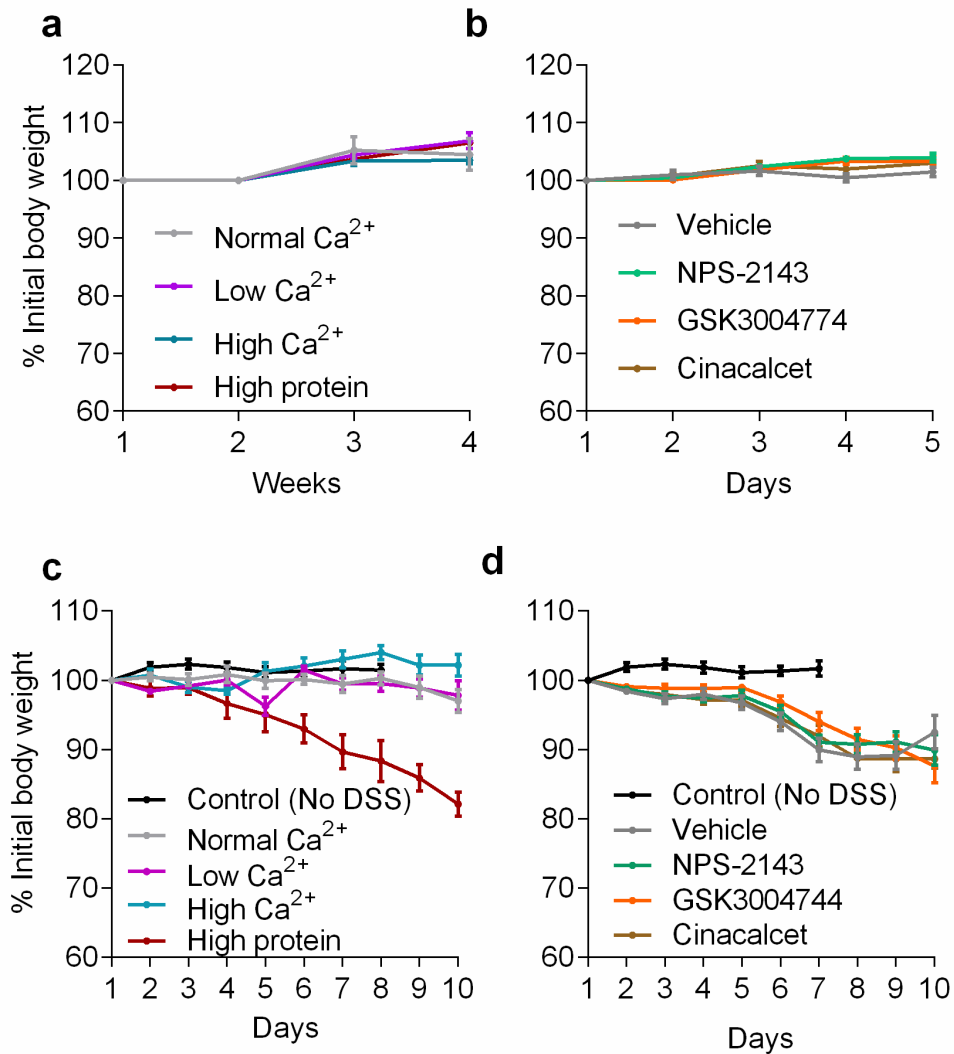 a
% Initial body weight
120
110
100
90
80
70
60
Normal Ca²⁺
Low Ca²⁺
High Ca²⁺
High protein
1 2 3 4
Weeks
b
120
110
100
90
80
70
60
Vehicle
NPS-2143
GSK3004774
Cinacalcet
1 2 3 4 5
Days
c
% Initial body weight
110
100
90
80
70
60
Control (No DSS)
Normal Ca²⁺
Low Ca²⁺
High Ca²⁺
High protein
1 2 3 4 5 6 7 8 9 10
Days
d
110
100
90
80
70
60
Control (No DSS)
Vehicle
NPS-2143
GSK3004744
Cinacalcet
1 2 3 4 5 6 7 8 9 10
Days